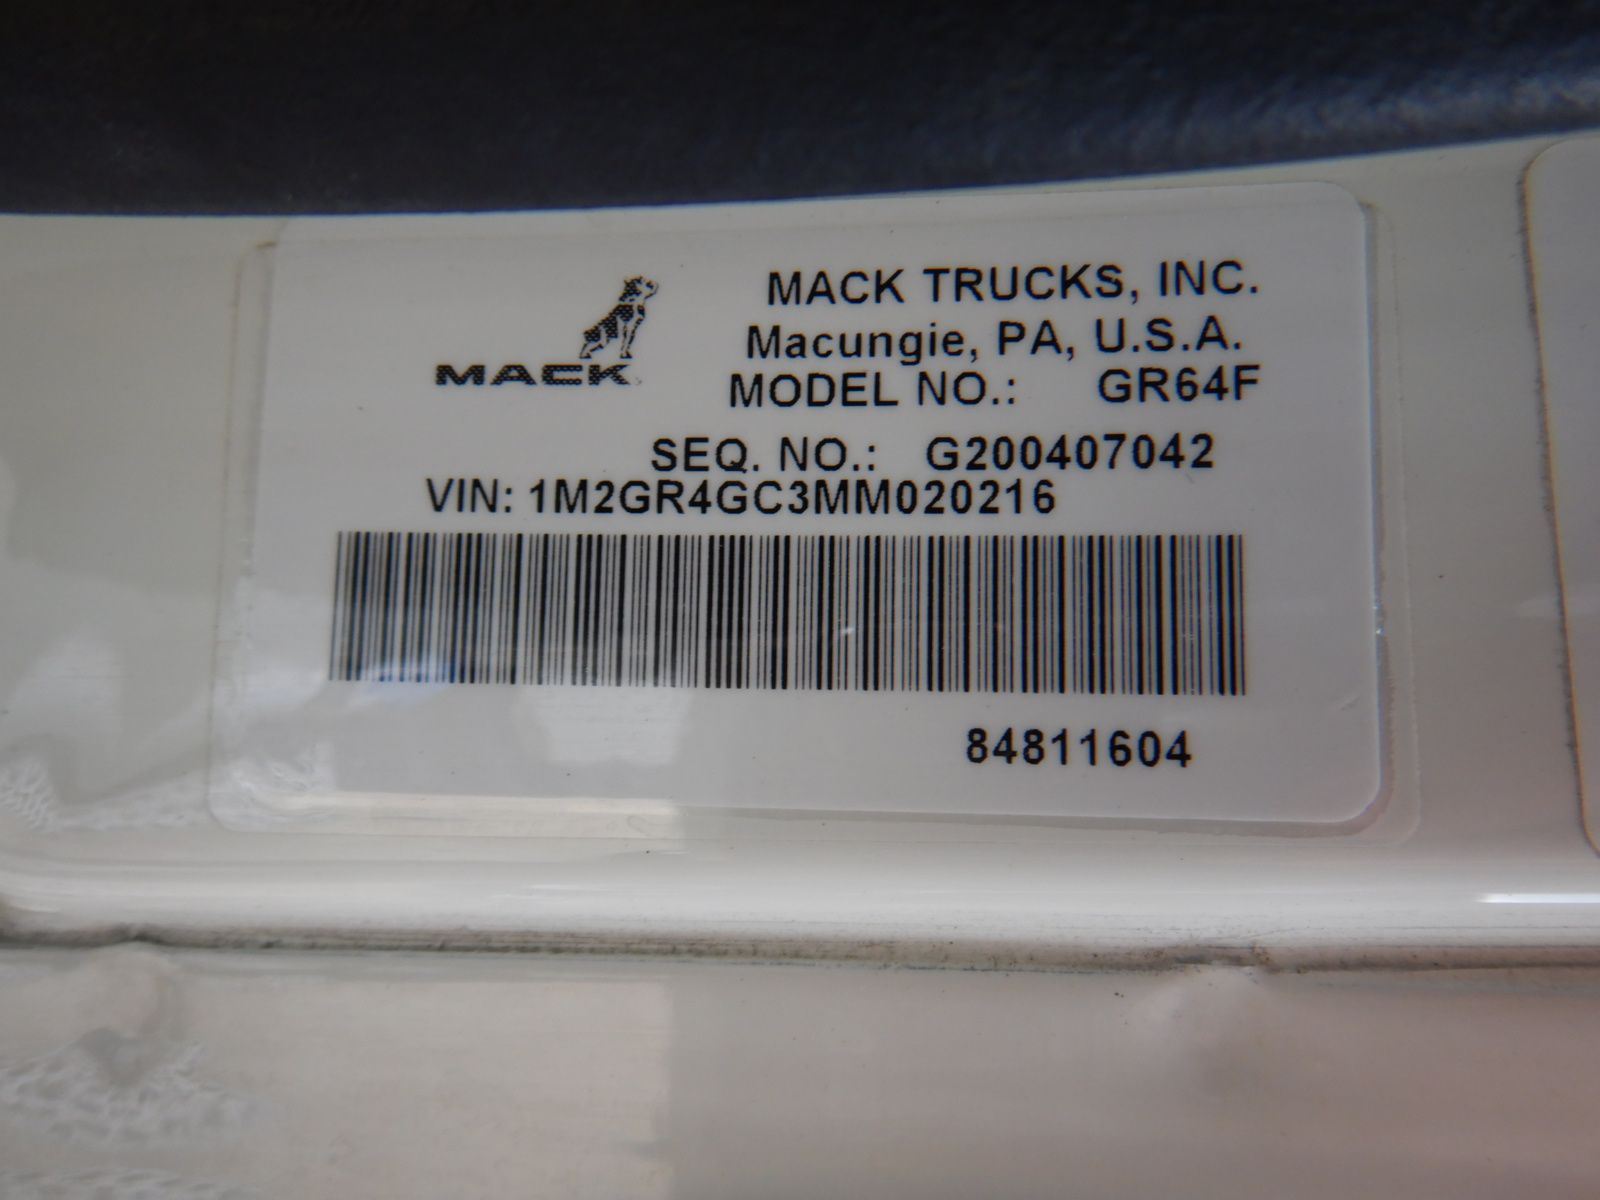 MACK
MACK TRUCKS, INC.
Macungie, PA, U.S.A.
MODEL NO.: GR64F
SEQ. NO.: G200407042
VIN: 1M2GR4GC3MM020216
84811604